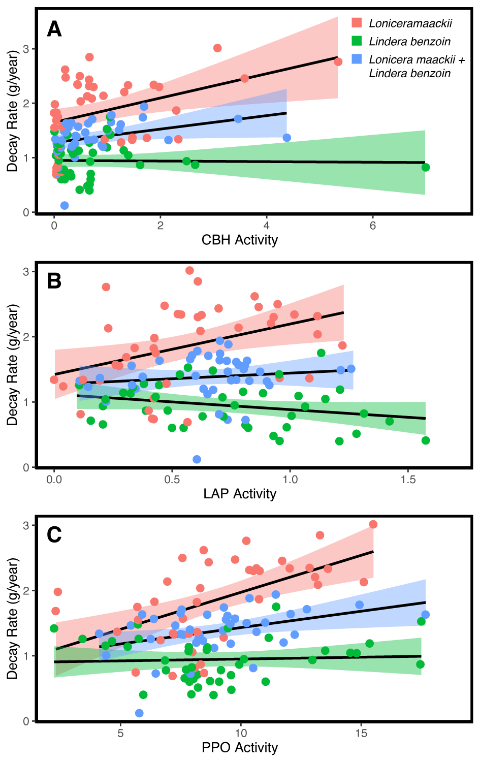 A
Loniceramaackii
Lindera benzoin
Lonicera maackii +
Lindera benzoin
Decay Rate (g/year)
3
2
1
0
0 2 4 6
CBH Activity
B
Decay Rate (g/year)
3
2
1
0
0.0 0.5 1.0 1.5
LAP Activity
C
Decay Rate (g/year)
3
2
1
0
5 10 15
PPO Activity